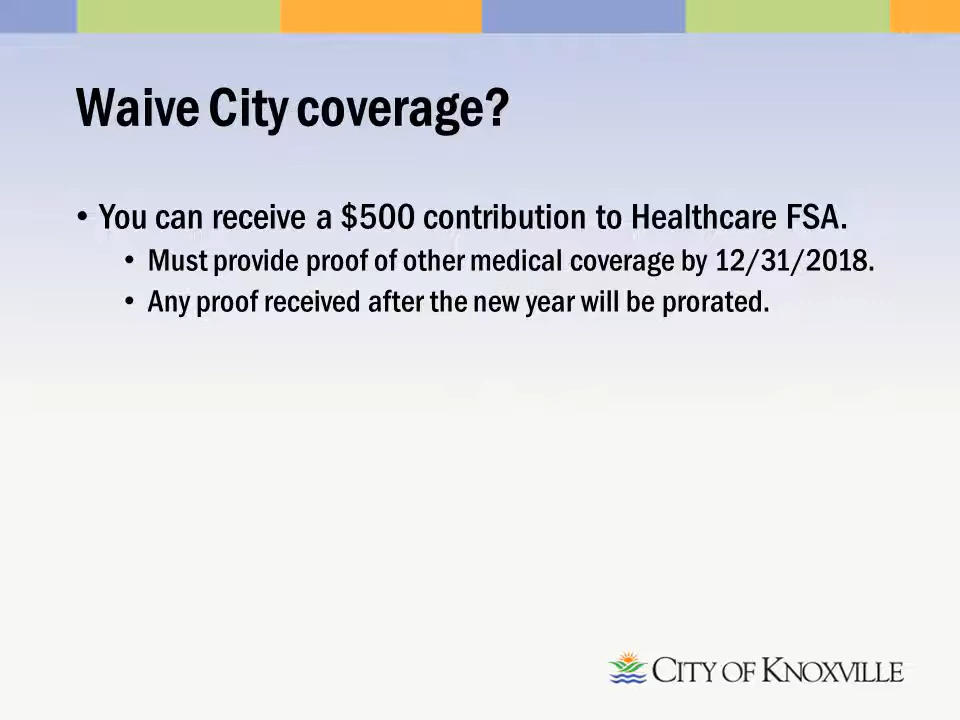 Waive City coverage?
• You can receive a $500 contribution to Healthcare FSA.
• Must provide proof of other medical coverage by 12/31/2018.
• Any proof received after the new year will be prorated.
CITY OF KNOXVILLE